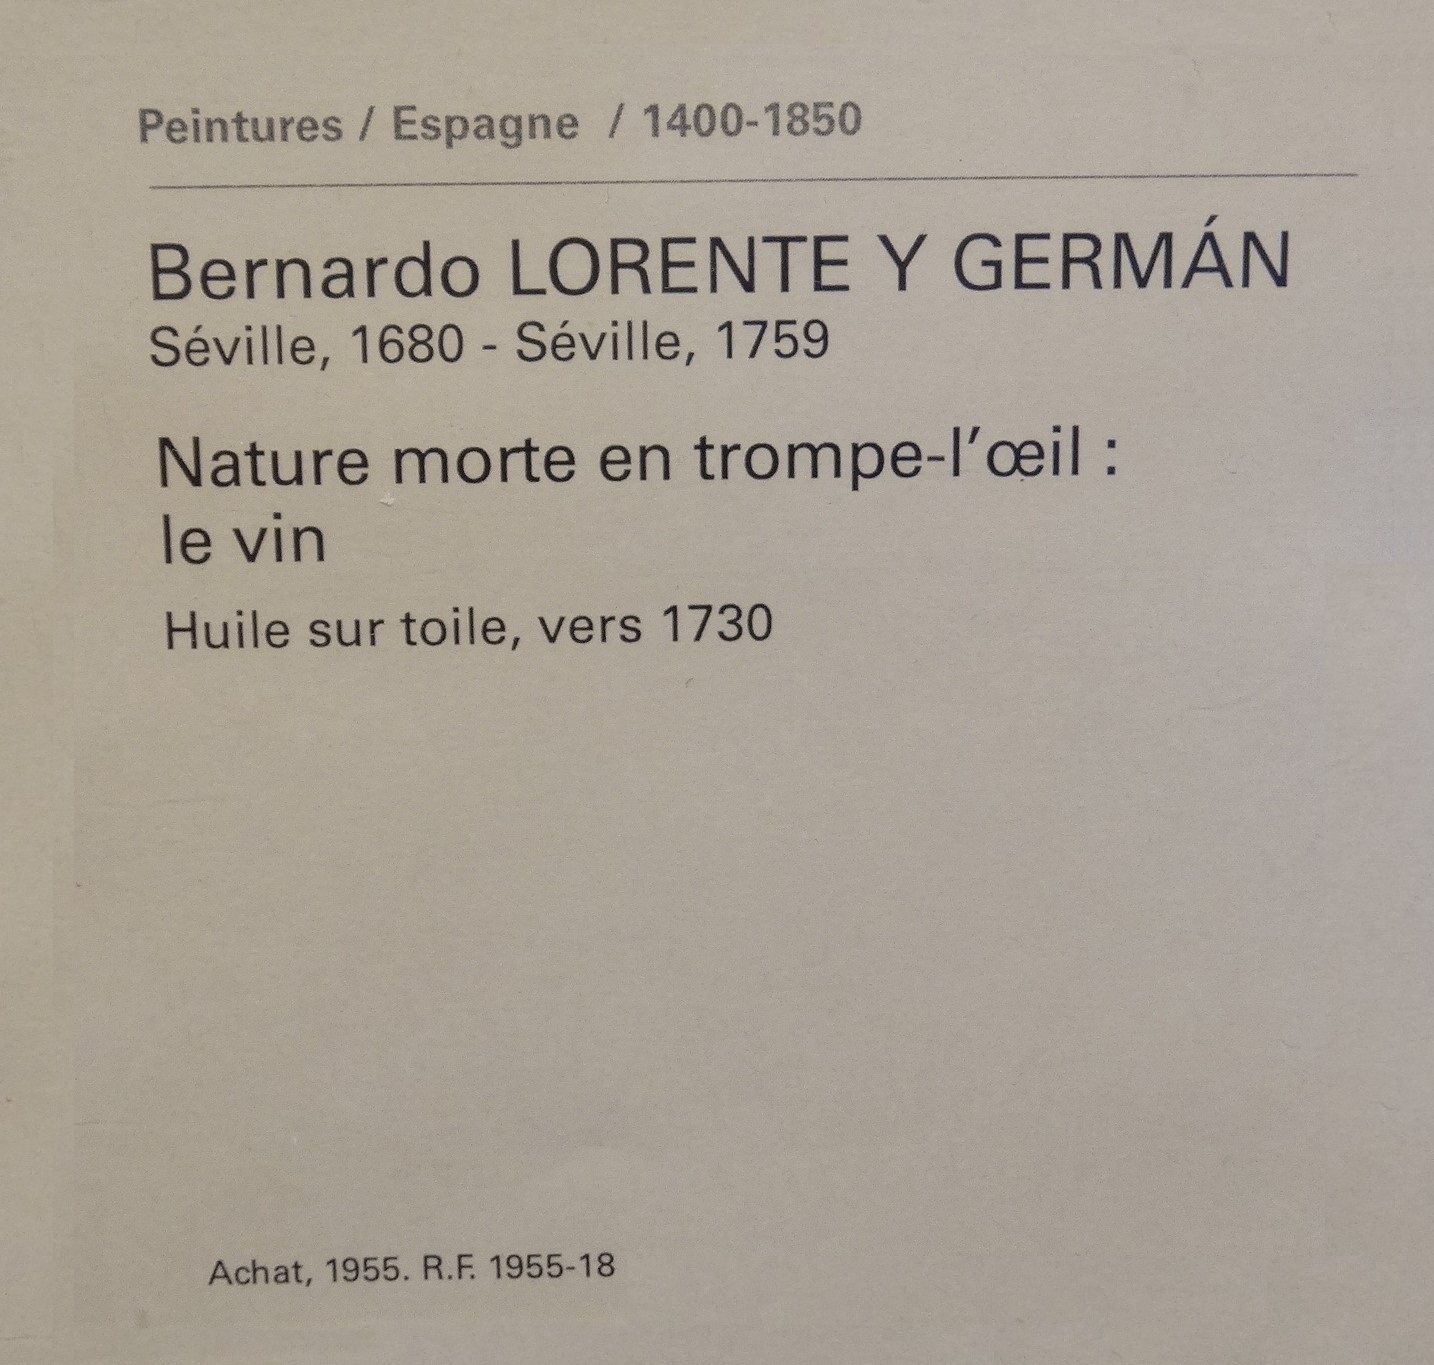 Peintures / Espagne / 1400-1850
Bernardo LORENTE Y GERMÁN
Séville, 1680 - Séville, 1759
Nature morte en trompe-l’œil :
le vin
Huile sur toile, vers 1730
Achat, 1955. R.F. 1955-18